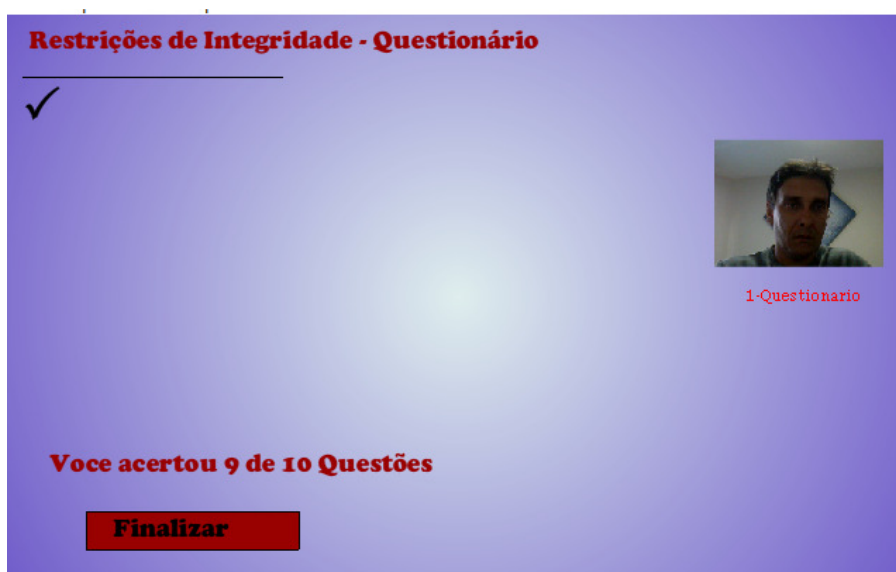 Restrições de Integridade - Questionário
1-Questionario
Voce acertou 9 de 10 Questões
Finalizar